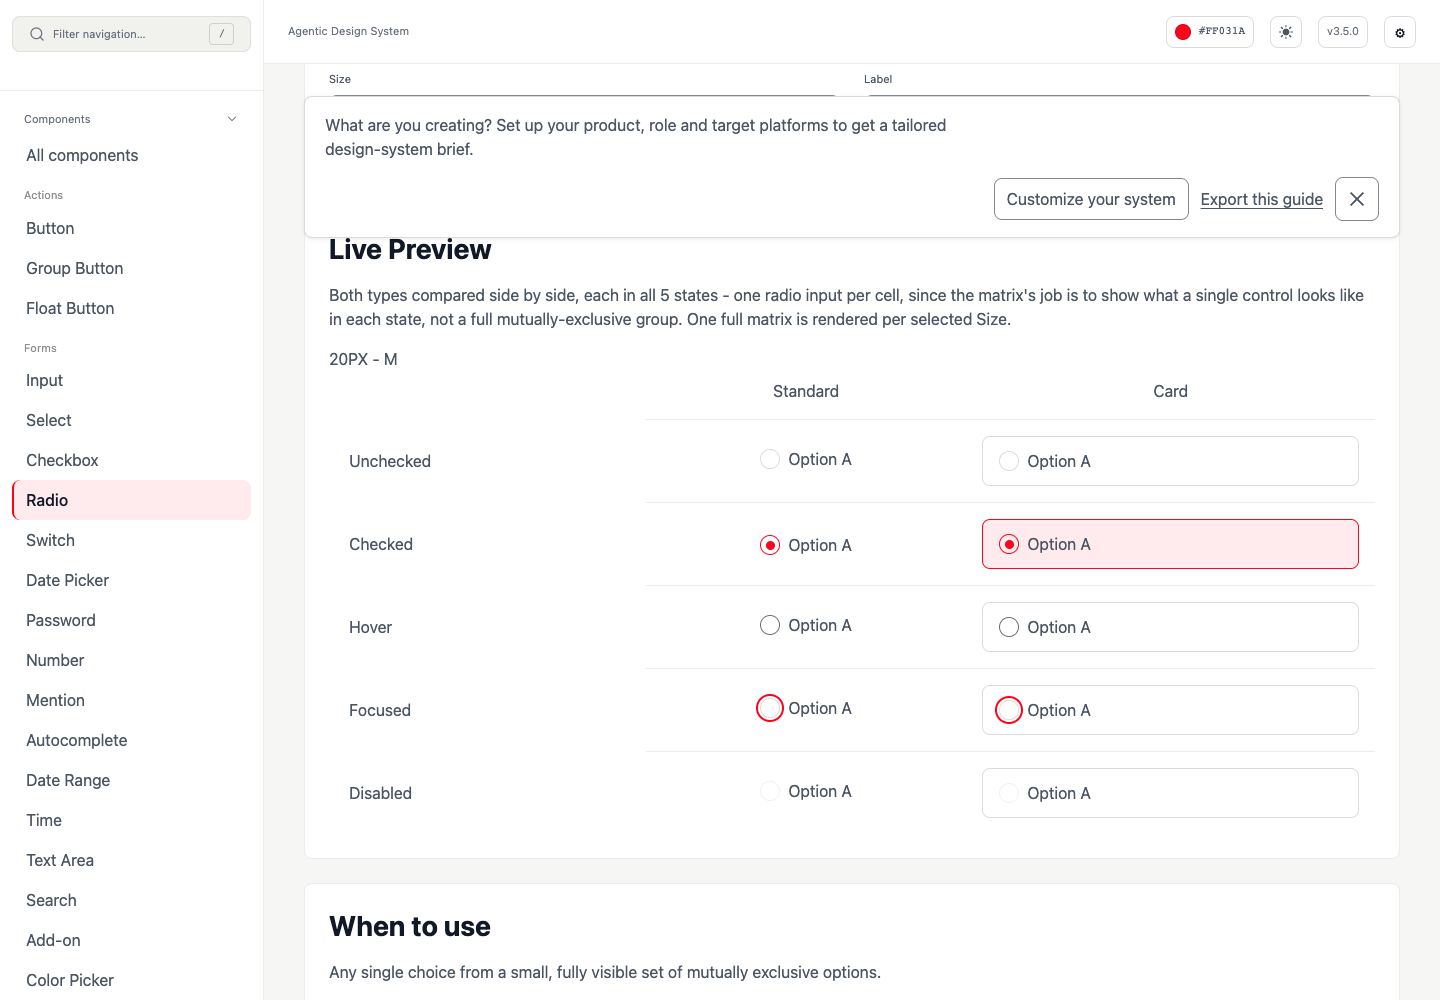 Filter navigation...
/
Agentic Design System
#FF031A
v3.5.0
Components
All components
Actions
Button
Group Button
Float Button
Forms
Input
Select
Checkbox
Radio
Switch
Date Picker
Password
Number
Mention
Autocomplete
Date Range
Time
Text Area
Search
Add-on
Color Picker
Size
Label
What are you creating? Set up your product, role and target platforms to get a tailored
design-system brief.
Customize your system
Export this guide
Live Preview
Both types compared side by side, each in all 5 states - one radio input per cell, since the matrix's job is to show what a single control looks like
in each state, not a full mutually-exclusive group. One full matrix is rendered per selected Size.
20PX - M
Standard
Card
Unchecked
Option A
Option A
Checked
Option A
Option A
Hover
Option A
Option A
Focused
Option A
Option A
Disabled
Option A
Option A
When to use
Any single choice from a small, fully visible set of mutually exclusive options.